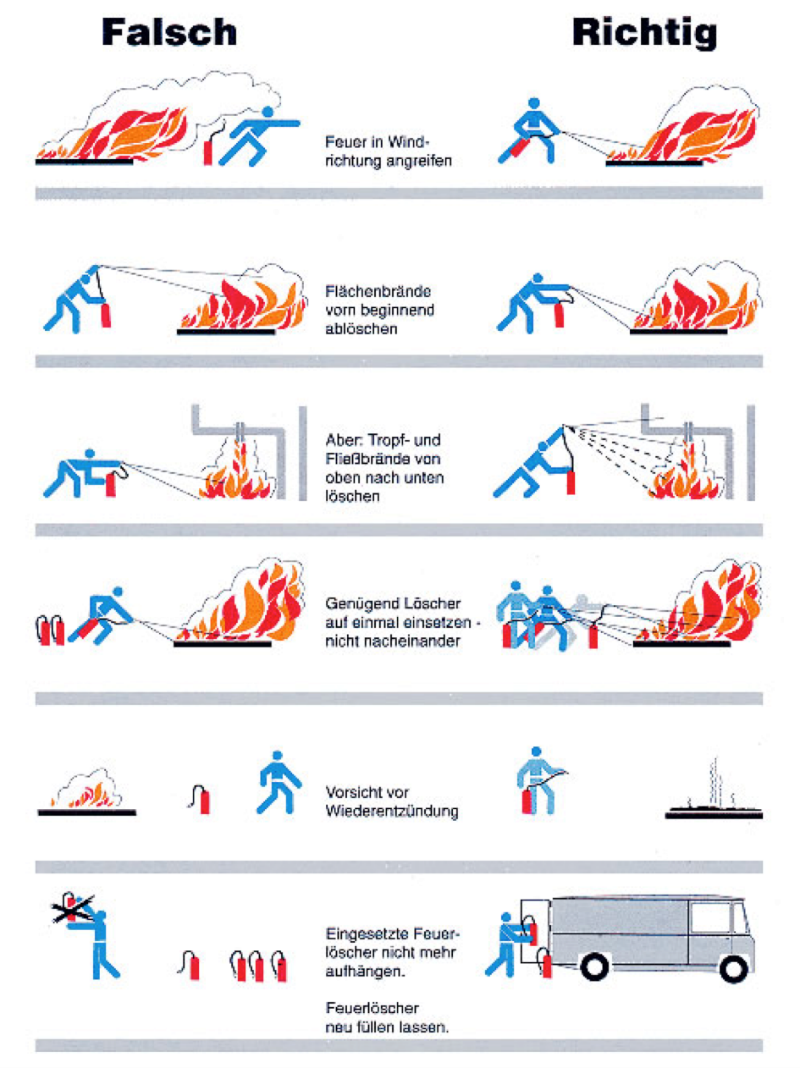 Falsch
Richtig
Feuer in Wind-
richtung angreifen
Flächenbrände
vorn beginnend
ablöschen
Aber: Tropf- und
Fließbrände von
oben nach unten
löschen
Genügend Löscher
auf einmal einsetzen -
nicht nacheinander
Vorsicht vor
Wiederentzündung
Eingesetzte Feuer-
löscher nicht mehr
aufhängen.
Feuerlöscher
neu füllen lassen.